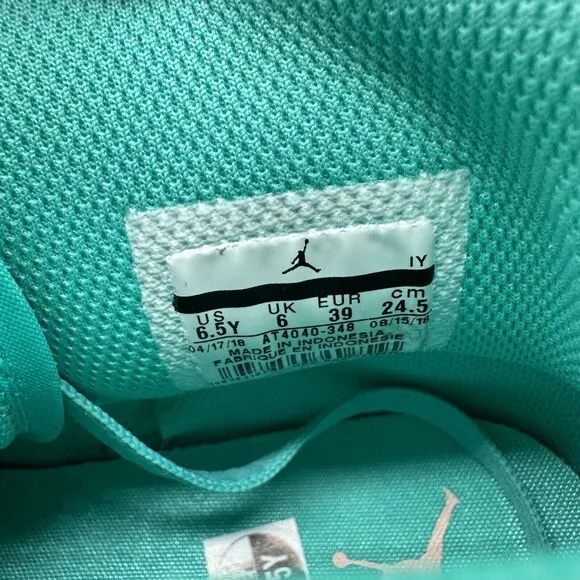 IY
US UK EUR cm
6.5Y 6 39 24.5
04/17/18 AT4040-348 08/15/18
MADE IN INDONESIA
FABRIQUE EN INDONESIE